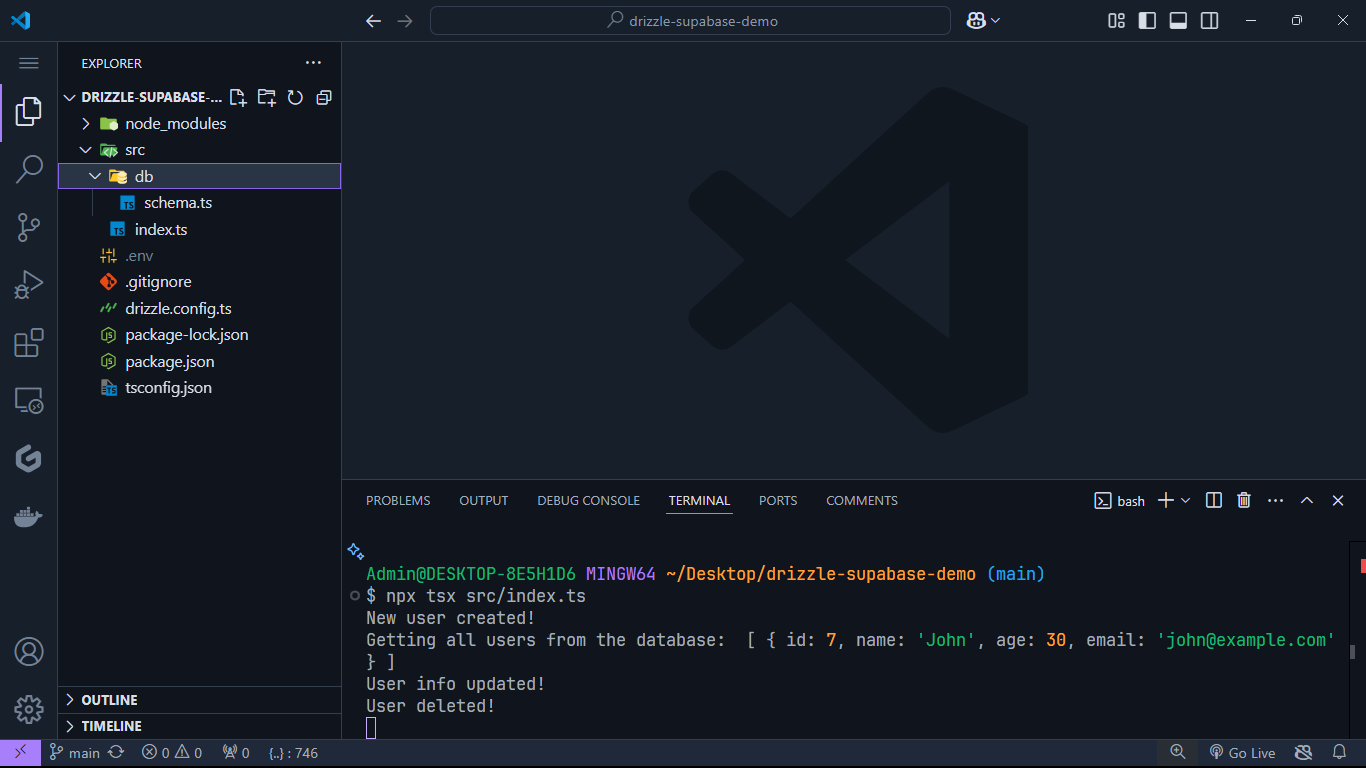 drizzle-supabase-demo
EXPLORER
DRIZZLE-SUPABASE-...
node_modules
src
db
schema.ts
index.ts
.env
.gitignore
drizzle.config.ts
package-lock.json
package.json
tsconfig.json
OUTLINE
TIMELINE
PROBLEMS OUTPUT DEBUG CONSOLE TERMINAL PORTS COMMENTS bash
Admin@DESKTOP-8E5H1D6 MINGW64 ~/Desktop/drizzle-supabase-demo (main)
$ npx tsx src/index.ts
New user created!
Getting all users from the database:  [ { id: 7, name: 'John', age: 30, email: 'john@example.com'
} ]
User info updated!
User deleted!
main 0 0 0 {..} : 746 Go Live